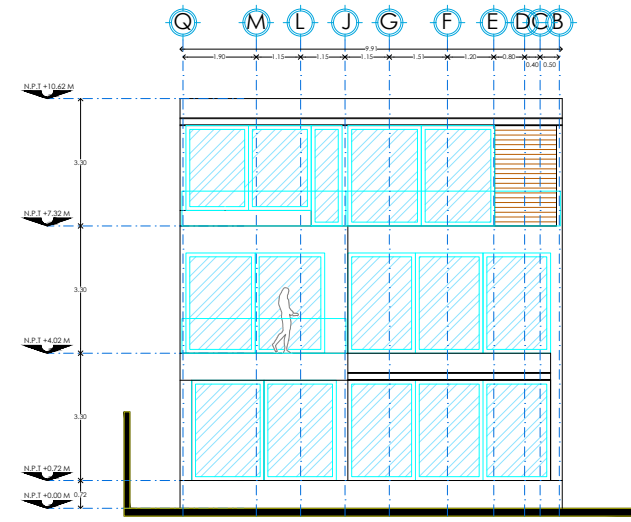 Q M L J G F E D C B
9.91
1.90 1.15 1.15 1.15 1.51 1.20 0.80 0.40 0.50
N.P.T +10.62 M
3.30
N.P.T +7.32 M
3.30
N.P.T +4.02 M
3.30
N.P.T +0.72 M
N.P.T +0.00 M 0.72